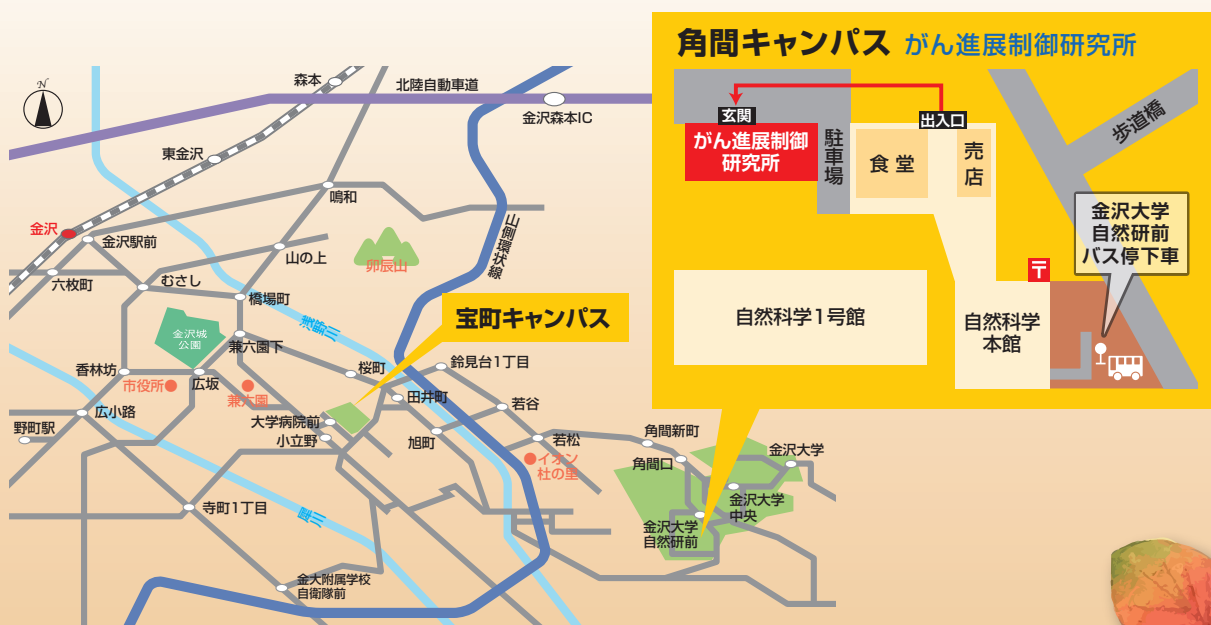 角間キャンパス がん進展制御研究所
玄関
出入口
がん進展制御
研究所
駐車場
食堂
売店
歩道橋
金沢大学
自然研前
バス停下車
〒
自然科学1号館
自然科学
本館
N
森本
北陸自動車道
金沢森本IC
東金沢
鳴和
金沢
金沢駅前
山の上
卯辰山
山側環状線
六枚町
むさし
橋場町
浅野川
宝町キャンパス
金沢城
公園
兼六園下
香林坊
市役所
広坂
兼六園
桜町
鈴見台1丁目
田井町
若谷
広小路
野町駅
大学病院前
小立野
旭町
若松
イオン
杜の里
角間新町
角間口
金沢大学
金沢大学
中央
金沢大学
自然研前
寺町1丁目
犀川
金大附属学校
自衛隊前